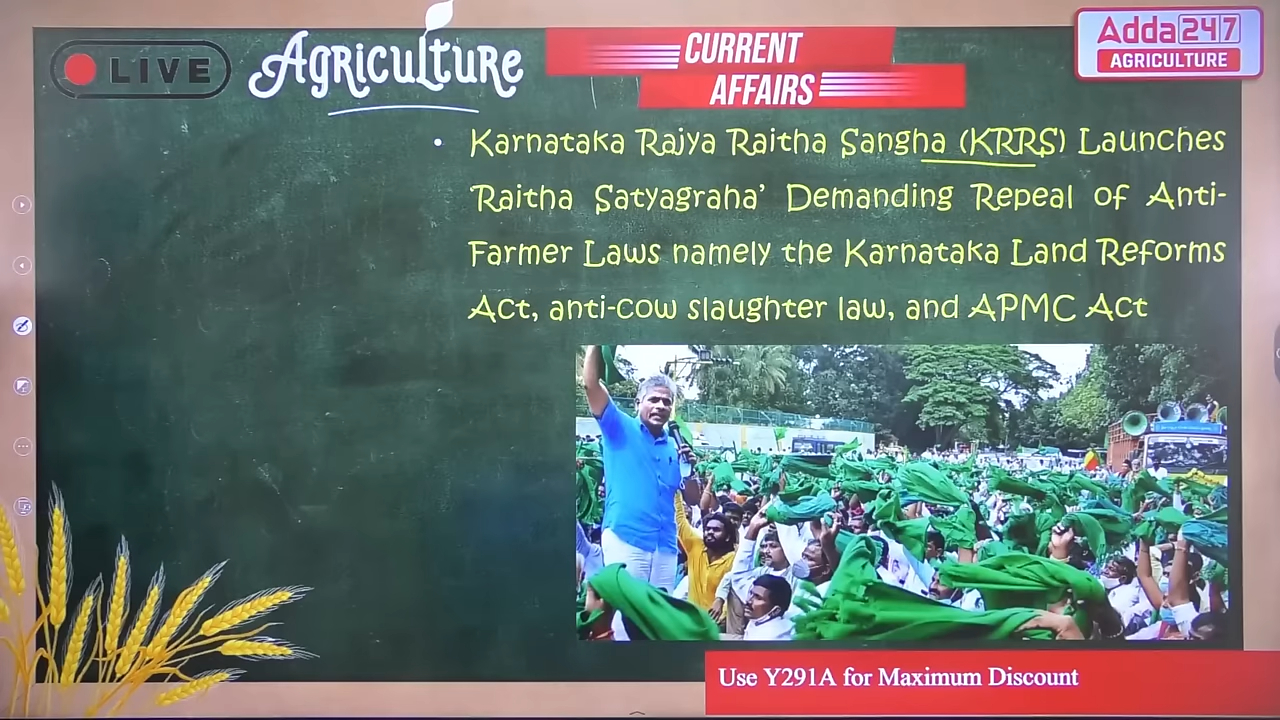 LIVE
AGRICULTURE
CURRENT
AFFAIRS
Adda247
AGRICULTURE
• Karnataka Rajya Raitha Sangha (KRRS) Launches
'Raitha Satyagraha' Demanding Repeal of Anti-
Farmer Laws namely the Karnataka Land Reforms
Act, anti-cow slaughter law, and APMC Act
Use Y291A for Maximum Discount